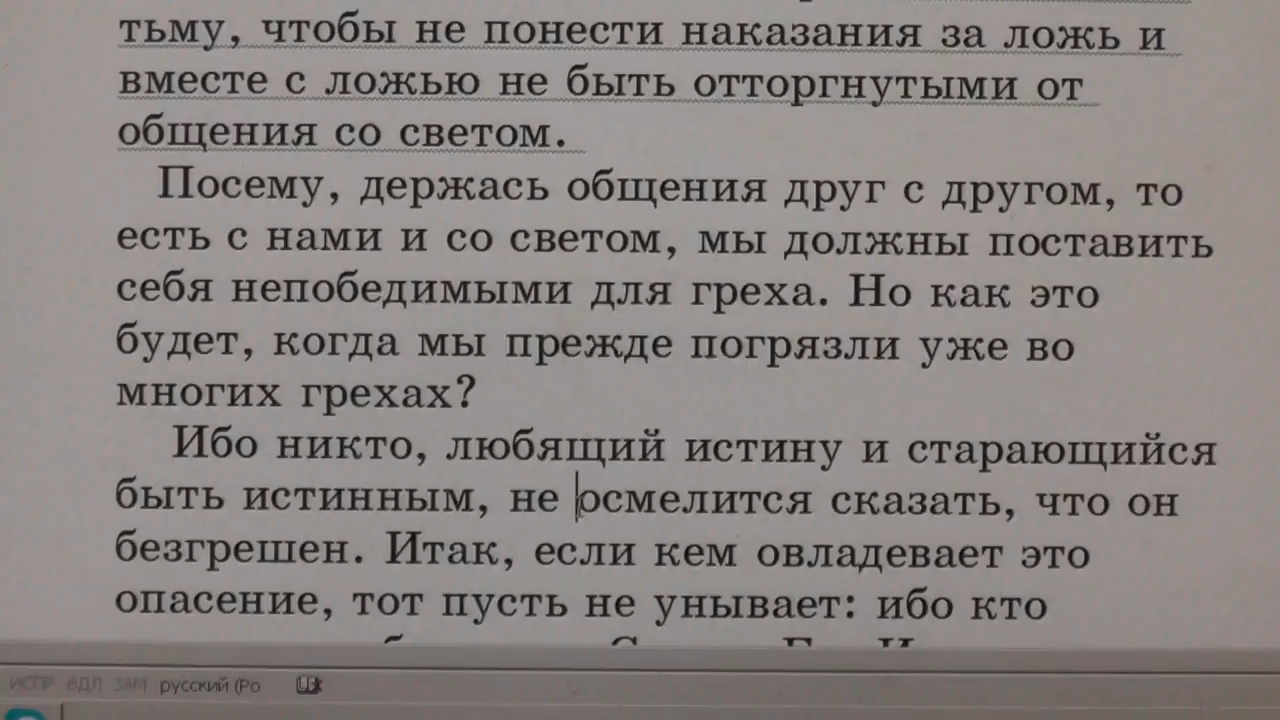 тьму, чтобы не понести наказания за ложь и
вместе с ложью не быть отторгнутыми от
общения со светом.
Посему, держась общения друг с другом, то
есть с нами и со светом, мы должны поставить
себя непобедимыми для греха. Но как это
будет, когда мы прежде погрязли уже во
многих грехах?
Ибо никто, любящий истину и старающийся
быть истинным, не осмелится сказать, что он
безгрешен. Итак, если кем овладевает это
опасение, тот пусть не унывает: ибо кто
ИСПР ВДЛ ЗАМ русский (Ро